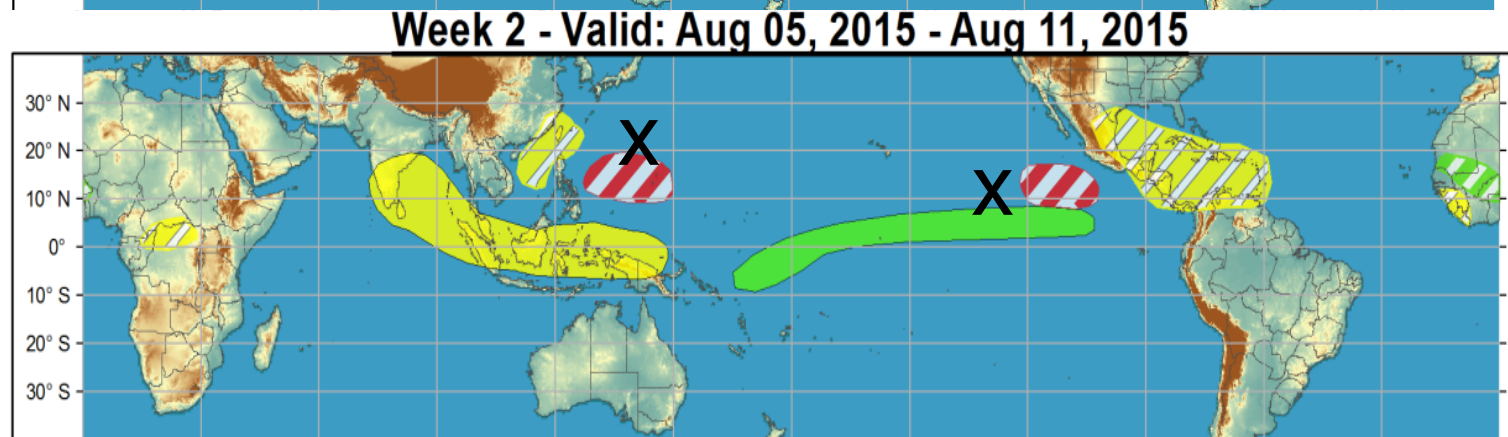 Week 2 - Valid: Aug 05, 2015 - Aug 11, 2015
30° N
20° N
X
10° N
X
0°
10° S
20° S
30° S